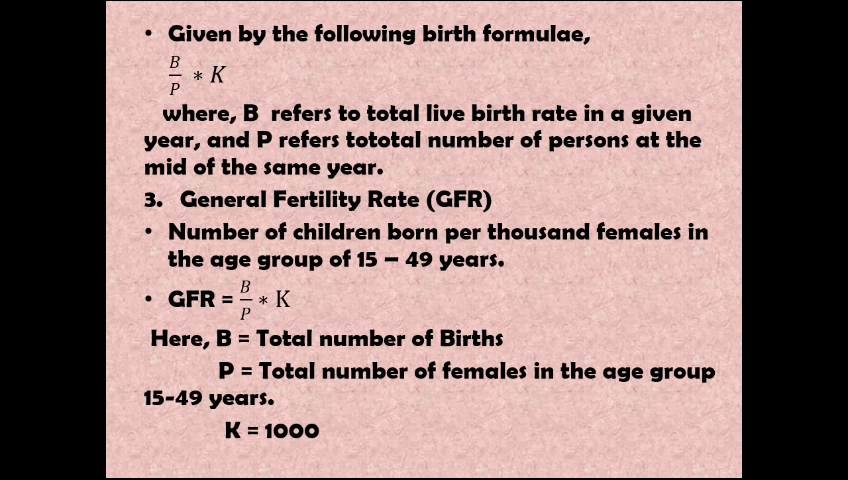 • Given by the following birth formulae,
B/P * K
where, B refers to total live birth rate in a given
year, and P refers tototal number of persons at the
mid of the same year.
3. General Fertility Rate (GFR)
• Number of children born per thousand females in
the age group of 15 – 49 years.
• GFR = B/P * K
Here, B = Total number of Births
P = Total number of females in the age group
15-49 years.
K = 1000